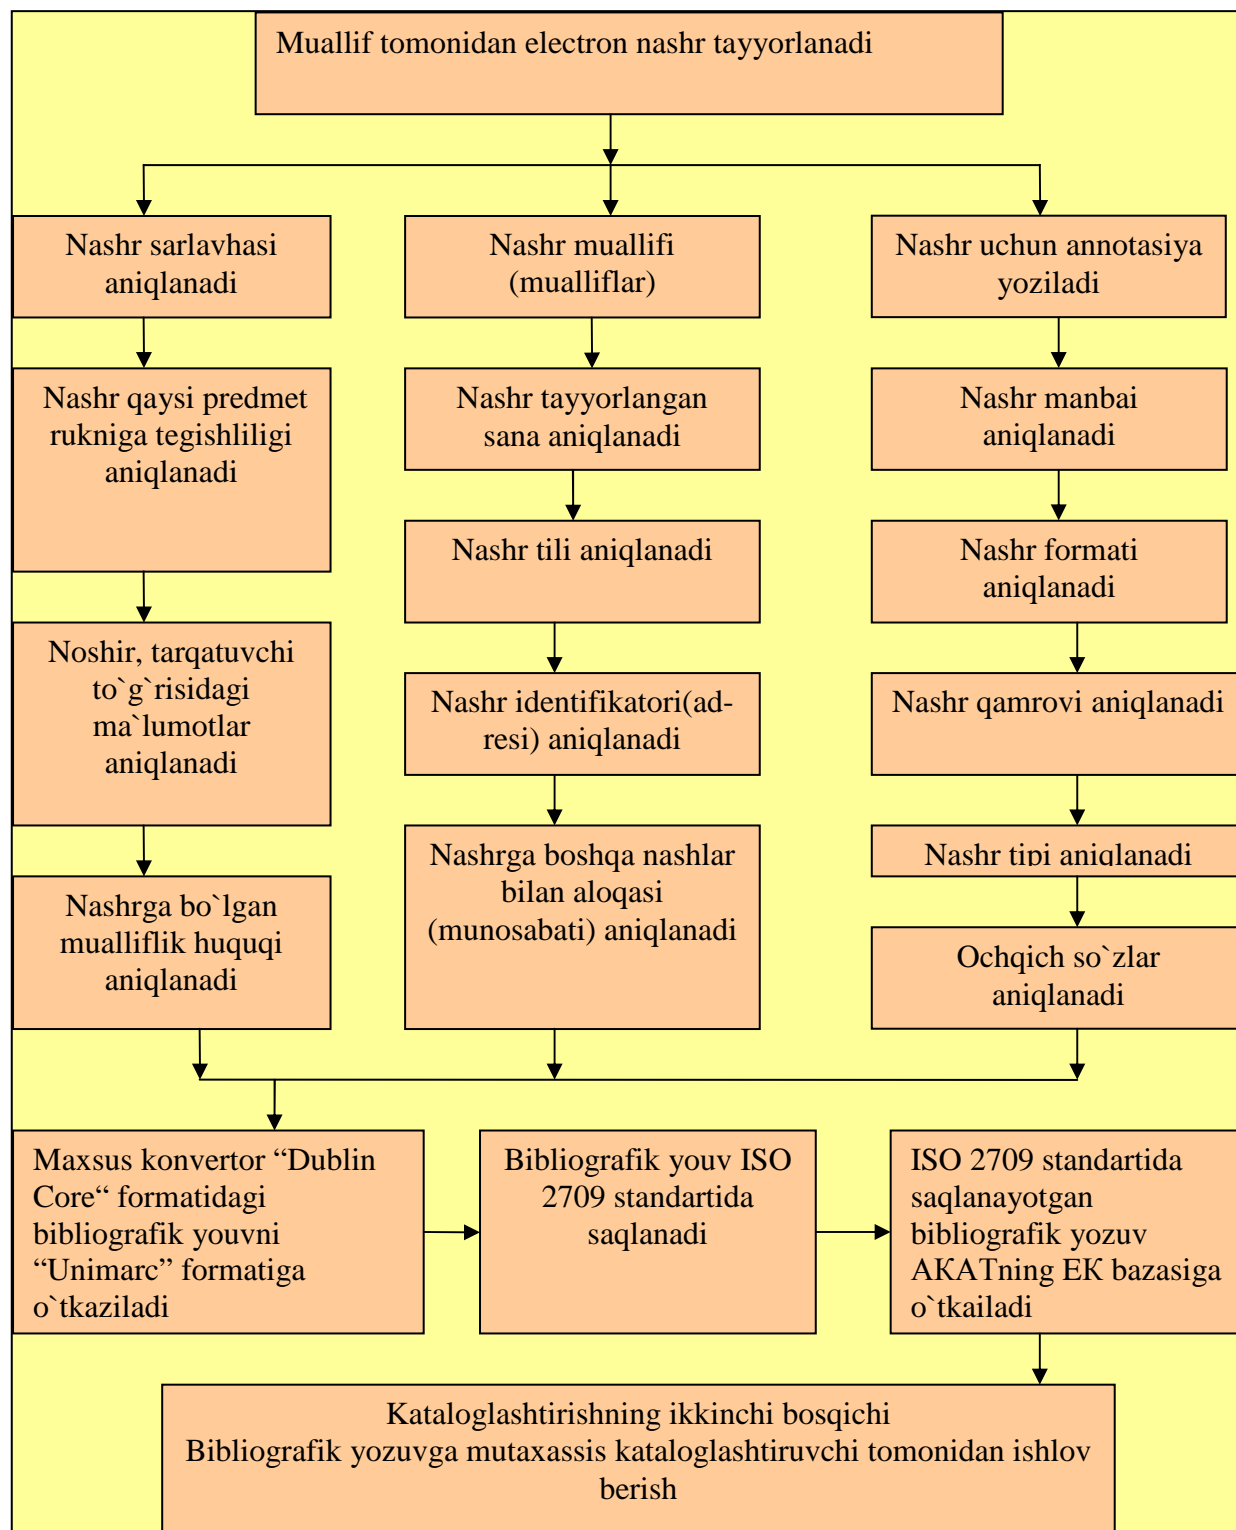 Muallif tomonidan electron nashr tayyorlanadi
Nashr sarlavhasi
aniqlanadi
Nashr muallifi
(mualliflar)
Nashr uchun annotasiya
yoziladi
Nashr qaysi predmet
rukniga tegishliligi
aniqlanadi
Nashr tayyorlangan
sana aniqlanadi
Nashr manbai
aniqlanadi
Nashr tili aniqlanadi
Nashr formati
aniqlanadi
Noshir, tarqatuvchi
to`g`risidagi
ma`lumotlar
aniqlanadi
Nashr identifikatori(ad-
resi) aniqlanadi
Nashr qamrovi aniqlanadi
Nashrga boshqa nashlar
bilan aloqasi
(munosabati) aniqlanadi
Nashr tipi aniqlanadi
Nashrga bo`lgan
mualliflik huquqi
aniqlanadi
Ochqich so`zlar
aniqlanadi
Maxsus konvertor “Dublin
Core“ formatidagi
bibliografik youvni
“Unimarc” formatiga
o`tkaziladi
Bibliografik youv ISO
2709 standartida
saqlanadi
ISO 2709 standartida
saqlanayotgan
bibliografik yozuv
AKATning EK bazasiga
o`tkailadi
Kataloglashtirishning ikkinchi bosqichi
Bibliografik yozuvga mutaxassis kataloglashtiruvchi tomonidan ishlov
berish